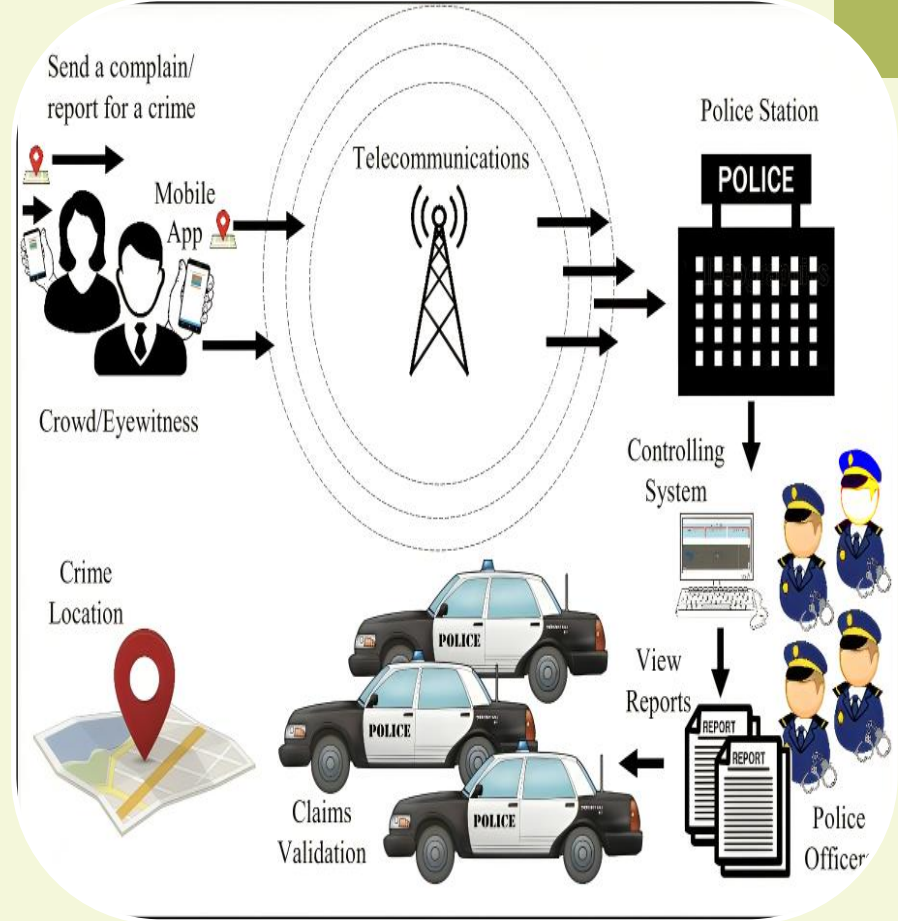 Send a complain/
report for a crime
Mobile
App
Crowd/Eyewitness
Telecommunications
Police Station
POLICE
Controlling
System
View
Reports
REPORT
REPORT
Police
Officers
POLICE
POLICE
POLICE
Claims
Validation
Crime
Location